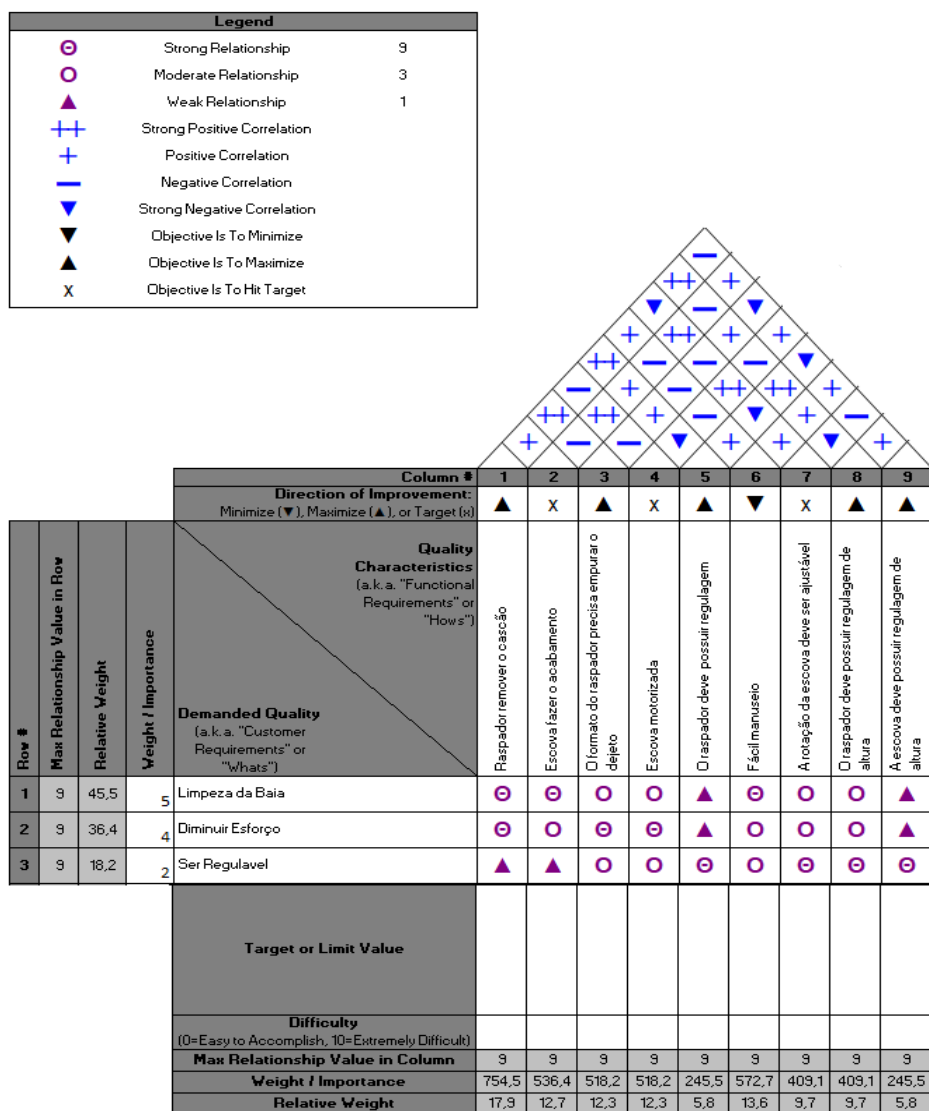 Legend
Θ Strong Relationship 9
Ο Moderate Relationship 3
▲ Weak Relationship 1
┼┼ Strong Positive Correlation
┼ Positive Correlation
▬ Negative Correlation
▼ Strong Negative Correlation
▼ Objective Is To Minimize
▲ Objective Is To Maximize
x Objective Is To Hit Target
Column # 1 2 3 4 5 6 7 8 9
Direction of Improvement:
Minimize (▼), Maximize (▲), or Target (x) ▲ x ▲ x ▲ ▼ x ▲ ▲
Row #
Max Relationship Value in Row
Relative Weight
Weight / Importance
Quality
Characteristics
(a.k.a. "Functional
Requirements" or
"Hows")
Demanded Quality
(a.k.a. "Customer
Requirements" or
"Whats")
Raspador remover o cascão
Escova fazer o acabamento
O formato do raspador precisa empurar o
dejeto
Escova motorizada
O raspador deve possuir regulagem
Fácil manuseio
A rotação da escova deve ser ajustável
O raspador deve possuir regulagem de
altura
A escova deve possuir regulagem de
altura
1 9 45,5 5 Limpeza da Baia Θ Θ Ο Ο ▲ Θ Ο Ο ▲
2 9 36,4 4 Diminuir Esforço Θ Ο Θ Θ ▲ Ο Ο Ο ▲
3 9 18,2 2 Ser Regulavel ▲ ▲ Ο Ο Θ Ο Θ Θ Θ
Target or Limit Value
Difficulty
(0=Easy to Accomplish, 10=Extremely Difficult)
Max Relationship Value in Column 9 9 9 9 9 9 9 9 9
Weight / Importance 754,5 536,4 518,2 518,2 245,5 572,7 409,1 409,1 245,5
Relative Weight 17,9 12,7 12,3 12,3 5,8 13,6 9,7 9,7 5,8